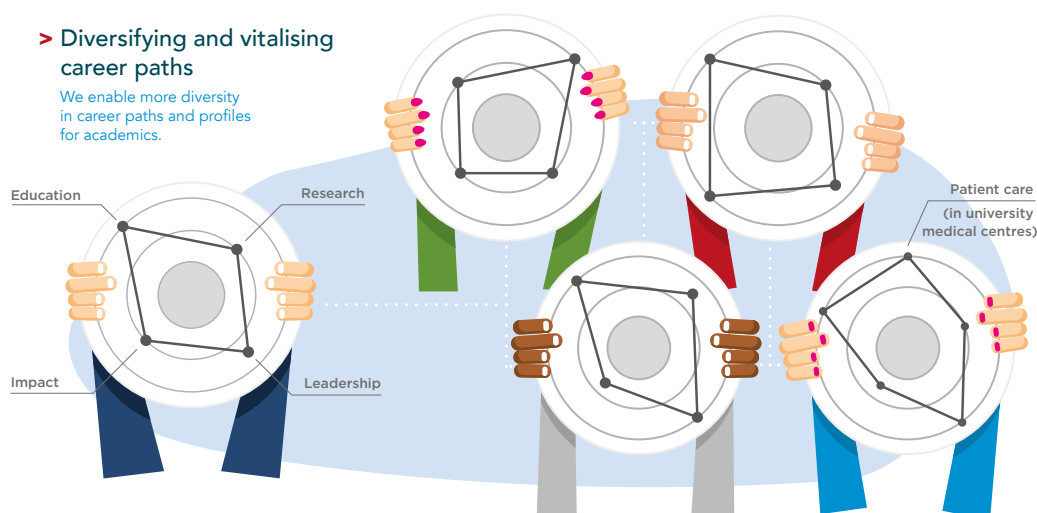 > Diversifying and vitalising
career paths
We enable more diversity
in career paths and profiles
for academics.
Education
Research
Impact
Leadership
Patient care
(in university
medical centres)